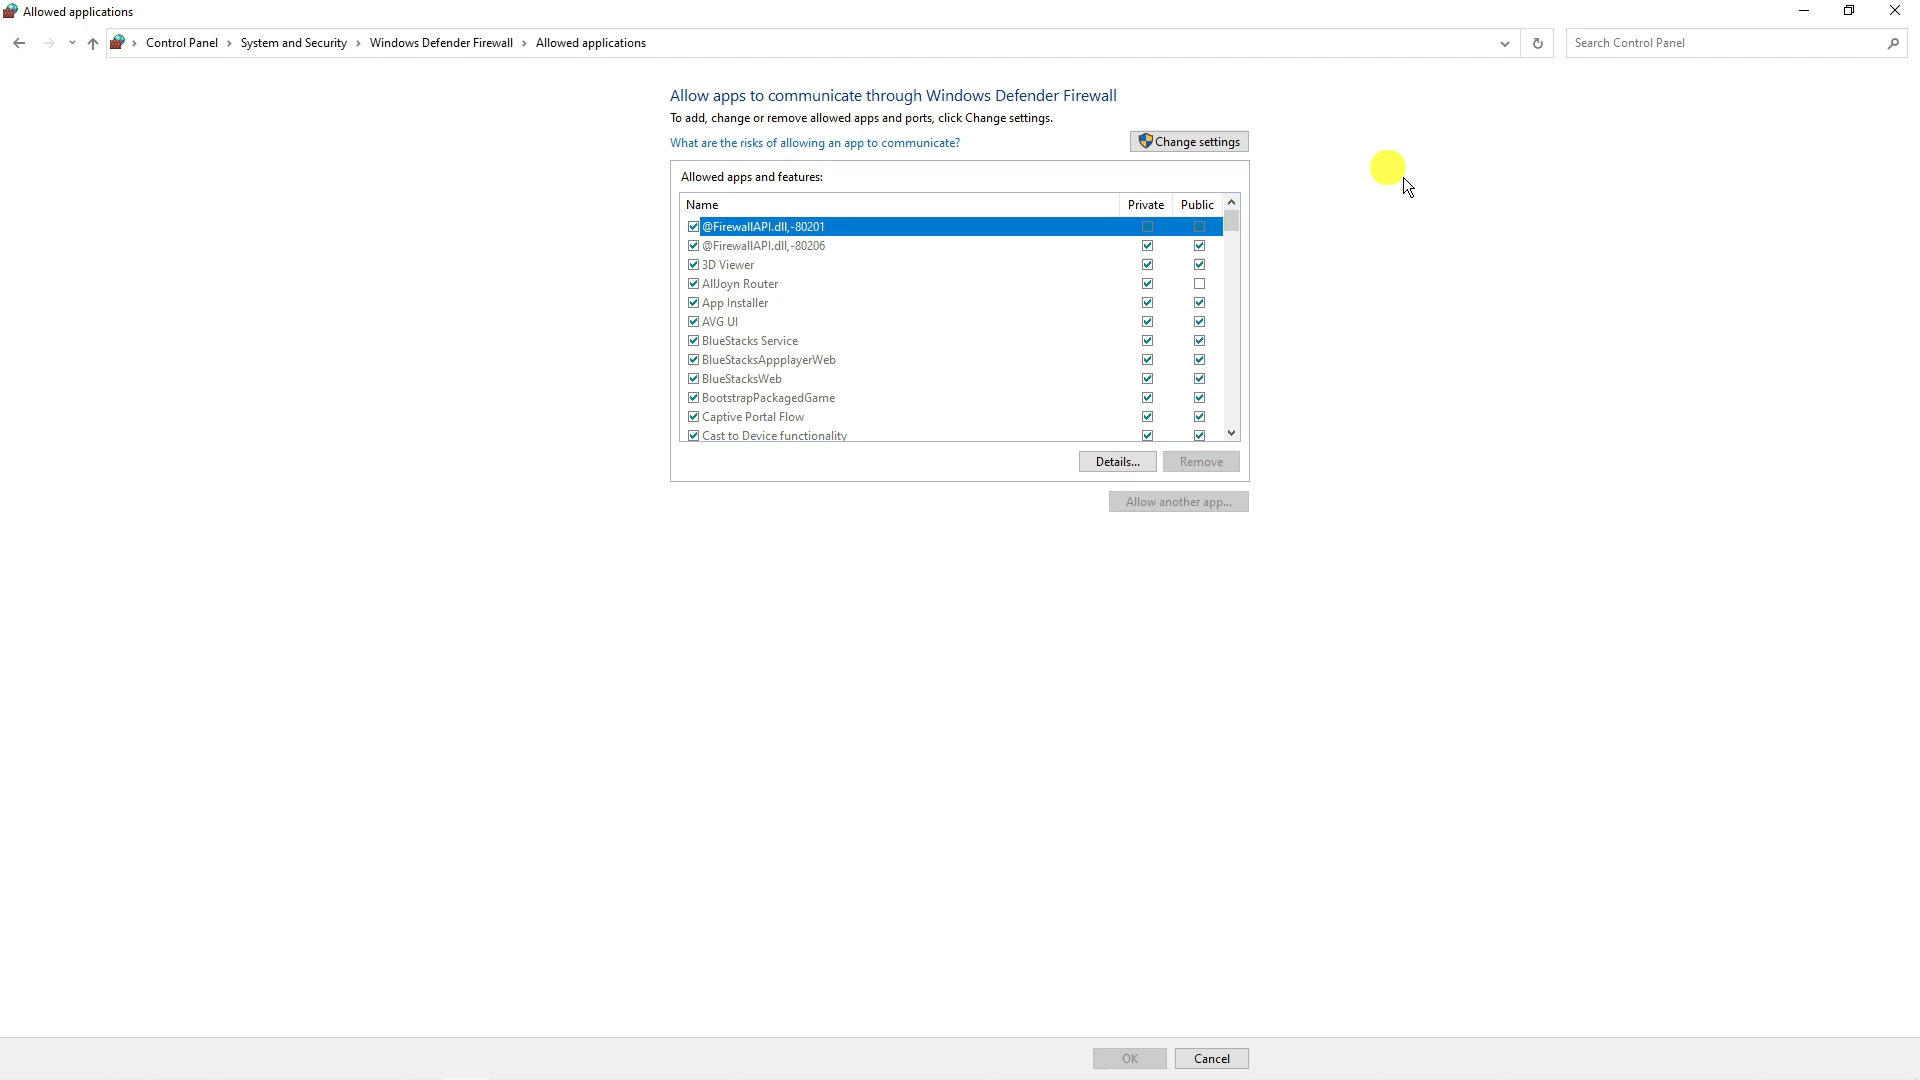 Allowed applications
Control Panel > System and Security > Windows Defender Firewall > Allowed applications
Search Control Panel
Allow apps to communicate through Windows Defender Firewall
To add, change or remove allowed apps and ports, click Change settings.
What are the risks of allowing an app to communicate?
Change settings
Allowed apps and features:
Name Private Public
@FirewallAPI.dll,-80201
@FirewallAPI.dll,-80206
3D Viewer
AllJoyn Router
App Installer
AVG UI
BlueStacks Service
BlueStacksAppplayerWeb
BlueStacksWeb
BootstrapPackagedGame
Captive Portal Flow
Cast to Device functionality
Details... Remove
Allow another app...
OK Cancel